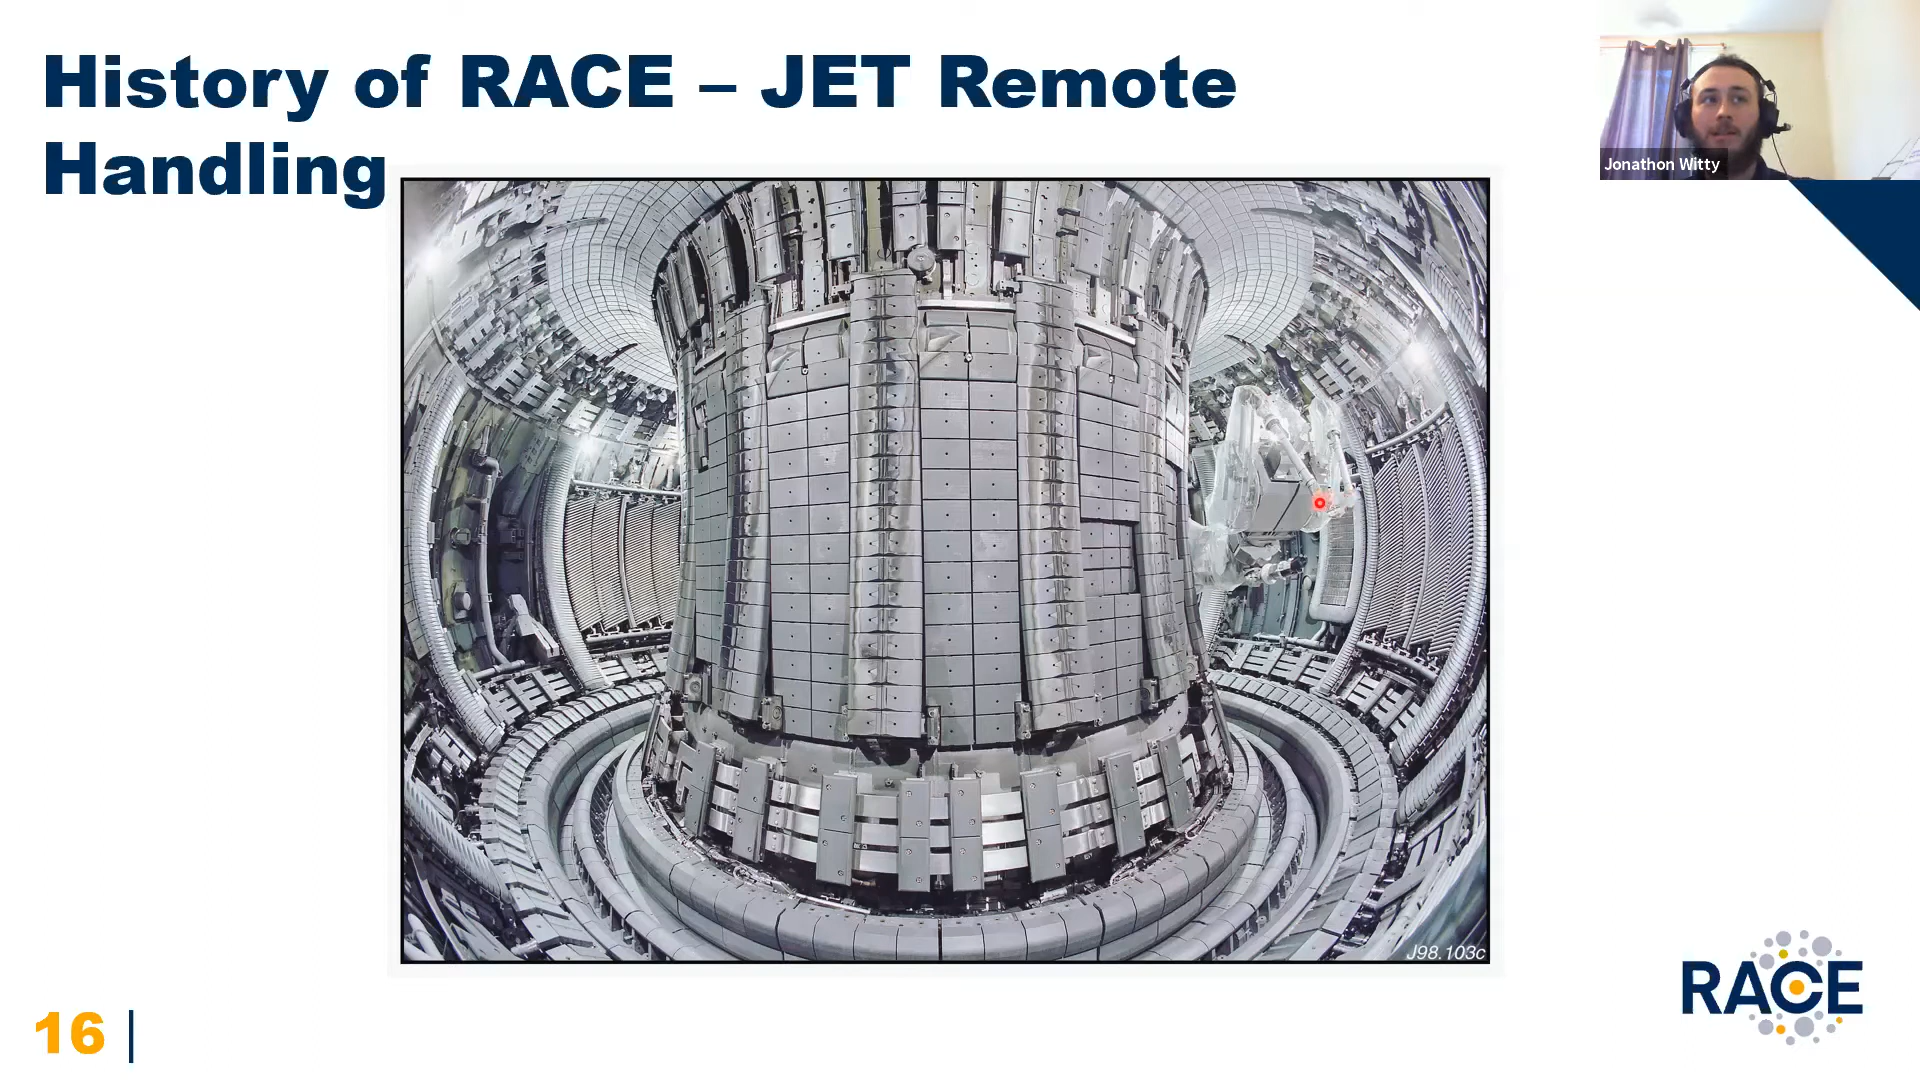 History of RACE – JET Remote
Handling
Jonathon Witty
J98.103c
RACE
16